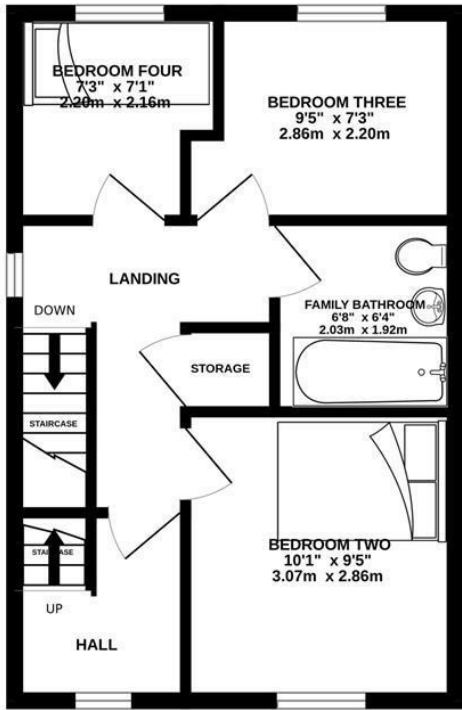 BEDROOM FOUR
7'3" x 7'1"
2.20m x 2.16m
BEDROOM THREE
9'5" x 7'3"
2.86m x 2.20m
LANDING
DOWN
FAMILY BATHROOM
6'8" x 6'4"
2.03m x 1.92m
STORAGE
STAIRCASE
STAIRCASE
UP
BEDROOM TWO
10'1" x 9'5"
3.07m x 2.86m
HALL